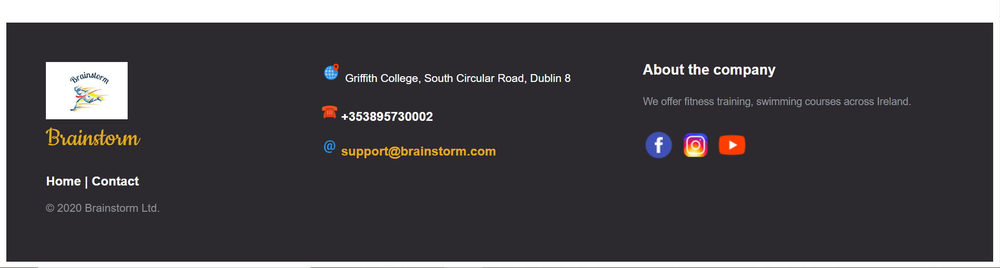 Brainstorm
Brainstorm
Home | Contact
© 2020 Brainstorm Ltd.
Griffith College, South Circular Road, Dublin 8
+353895730002
@ support@brainstorm.com
About the company
We offer fitness training, swimming courses across Ireland.
f